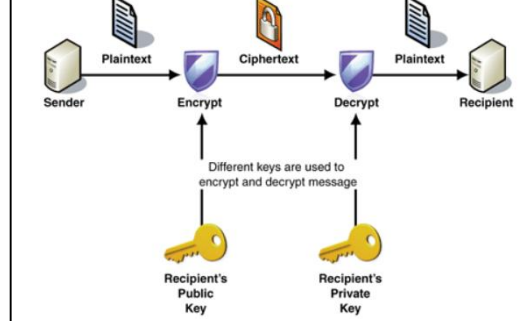 Plaintext
Ciphertext
Plaintext
Sender
Encrypt
Decrypt
Recipient
Different keys are used to
encrypt and decrypt message
Recipient's
Public
Key
Recipient's
Private
Key